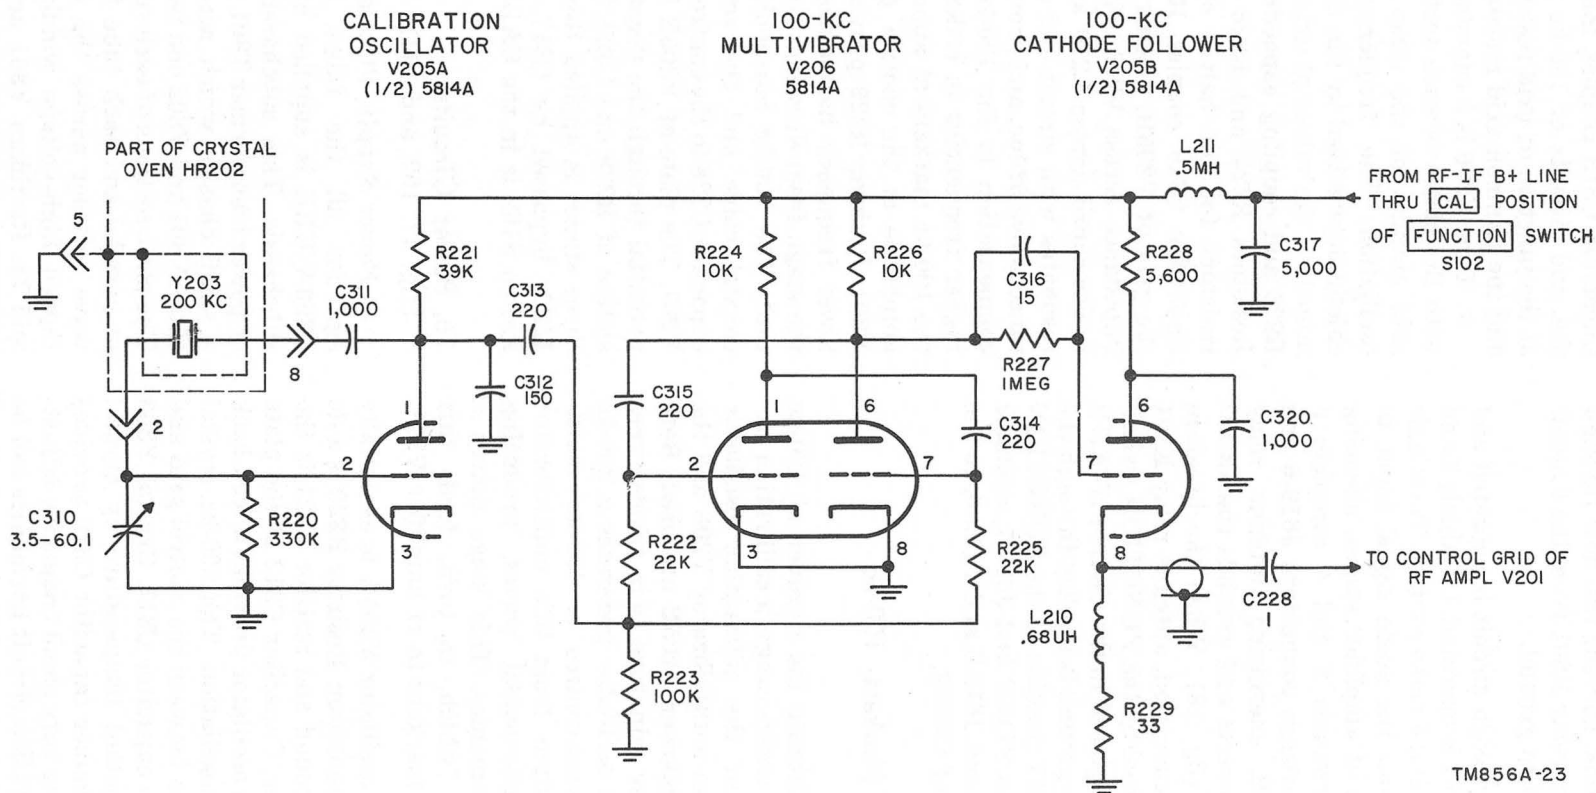 CALIBRATION
OSCILLATOR
V205A
(1/2) 5814A
100-KC
MULTIVIBRATOR
V206
5814A
100-KC
CATHODE FOLLOWER
V205B
(1/2) 5814A
PART OF CRYSTAL
OVEN HR202
5
Y203
200 KC
8
2
C311
1,000
R221
39K
C313
220
C312
150
1
2
3
C310
3.5-60.1
R220
330K
R224
10K
R226
10K
C315
220
C314
220
1
6
2
7
3
8
R222
22K
R225
22K
R223
100K
C316
15
R227
1MEG
L211
.5MH
R228
5,600
C317
5,000
FROM RF-IF B+ LINE
THRU CAL POSITION
OF FUNCTION SWITCH
S102
C320
1,000
6
7
8
TO CONTROL GRID OF
RF AMPL V201
C228
1
L210
.68UH
R229
33
TM856A-23